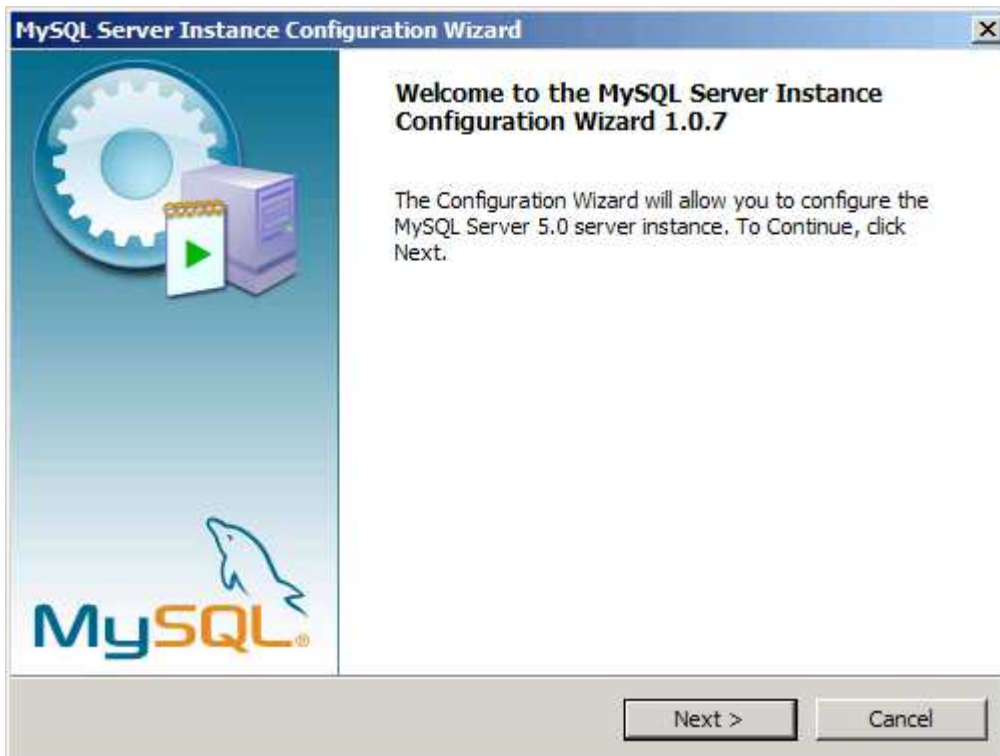 MySQL Server Instance Configuration Wizard
Welcome to the MySQL Server Instance
Configuration Wizard 1.0.7
The Configuration Wizard will allow you to configure the
MySQL Server 5.0 server instance. To Continue, click
Next.
MySQL®
Next >
Cancel